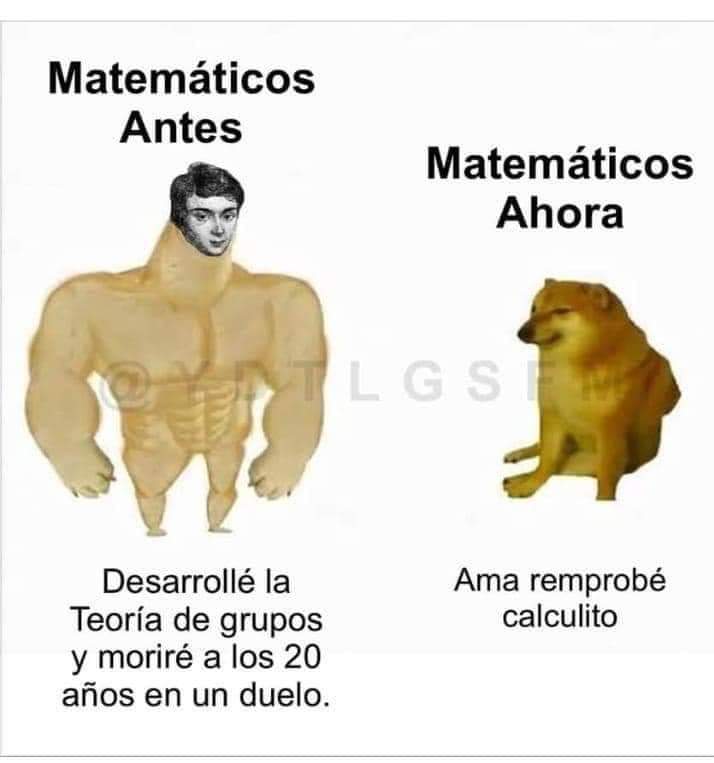 Matemáticos
Antes
Matemáticos
Ahora
@YDTLGSFM
Desarrollé la
Teoría de grupos
y moriré a los 20
años en un duelo.
Ama remprobé
calculito